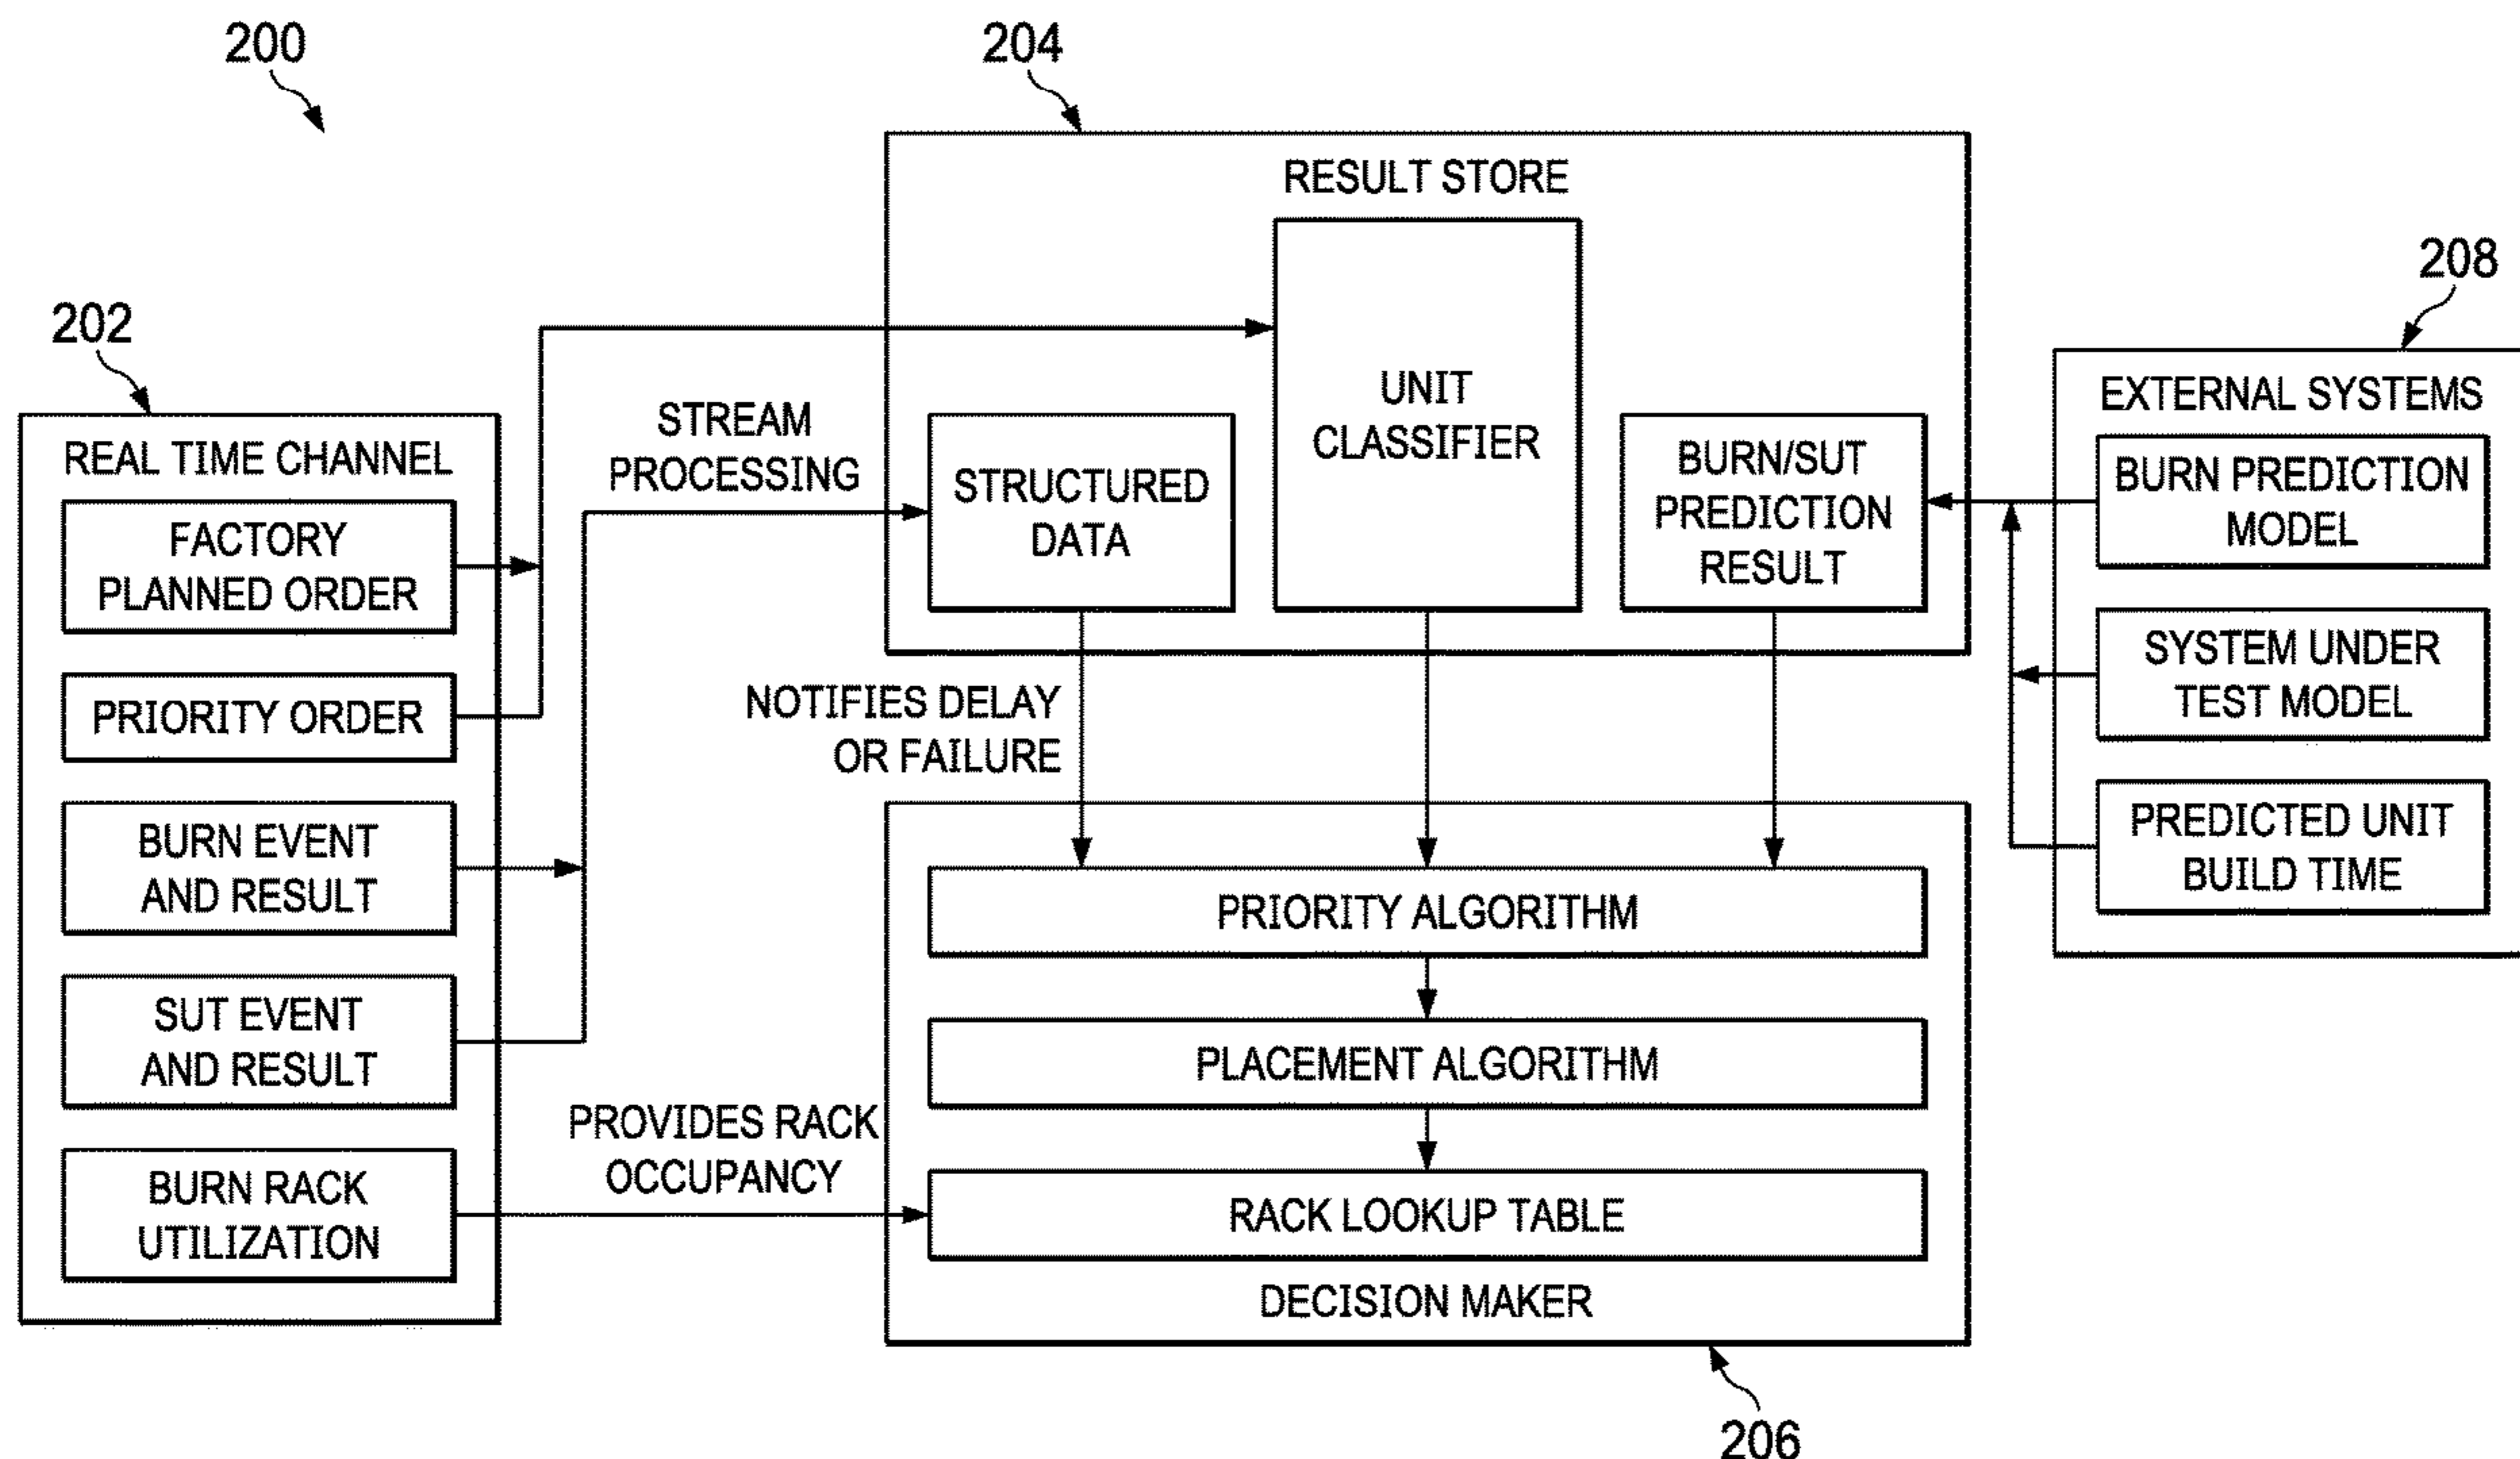 200
202
REAL TIME CHANNEL
FACTORY
PLANNED ORDER
PRIORITY ORDER
BURN EVENT
AND RESULT
SUT EVENT
AND RESULT
BURN RACK
UTILIZATION
STREAM
PROCESSING
NOTIFIES DELAY
OR FAILURE
PROVIDES RACK
OCCUPANCY
204
RESULT STORE
STRUCTURED
DATA
UNIT
CLASSIFIER
BURN/SUT
PREDICTION
RESULT
PRIORITY ALGORITHM
PLACEMENT ALGORITHM
RACK LOOKUP TABLE
DECISION MAKER
206
208
EXTERNAL SYSTEMS
BURN PREDICTION
MODEL
SYSTEM UNDER
TEST MODEL
PREDICTED UNIT
BUILD TIME